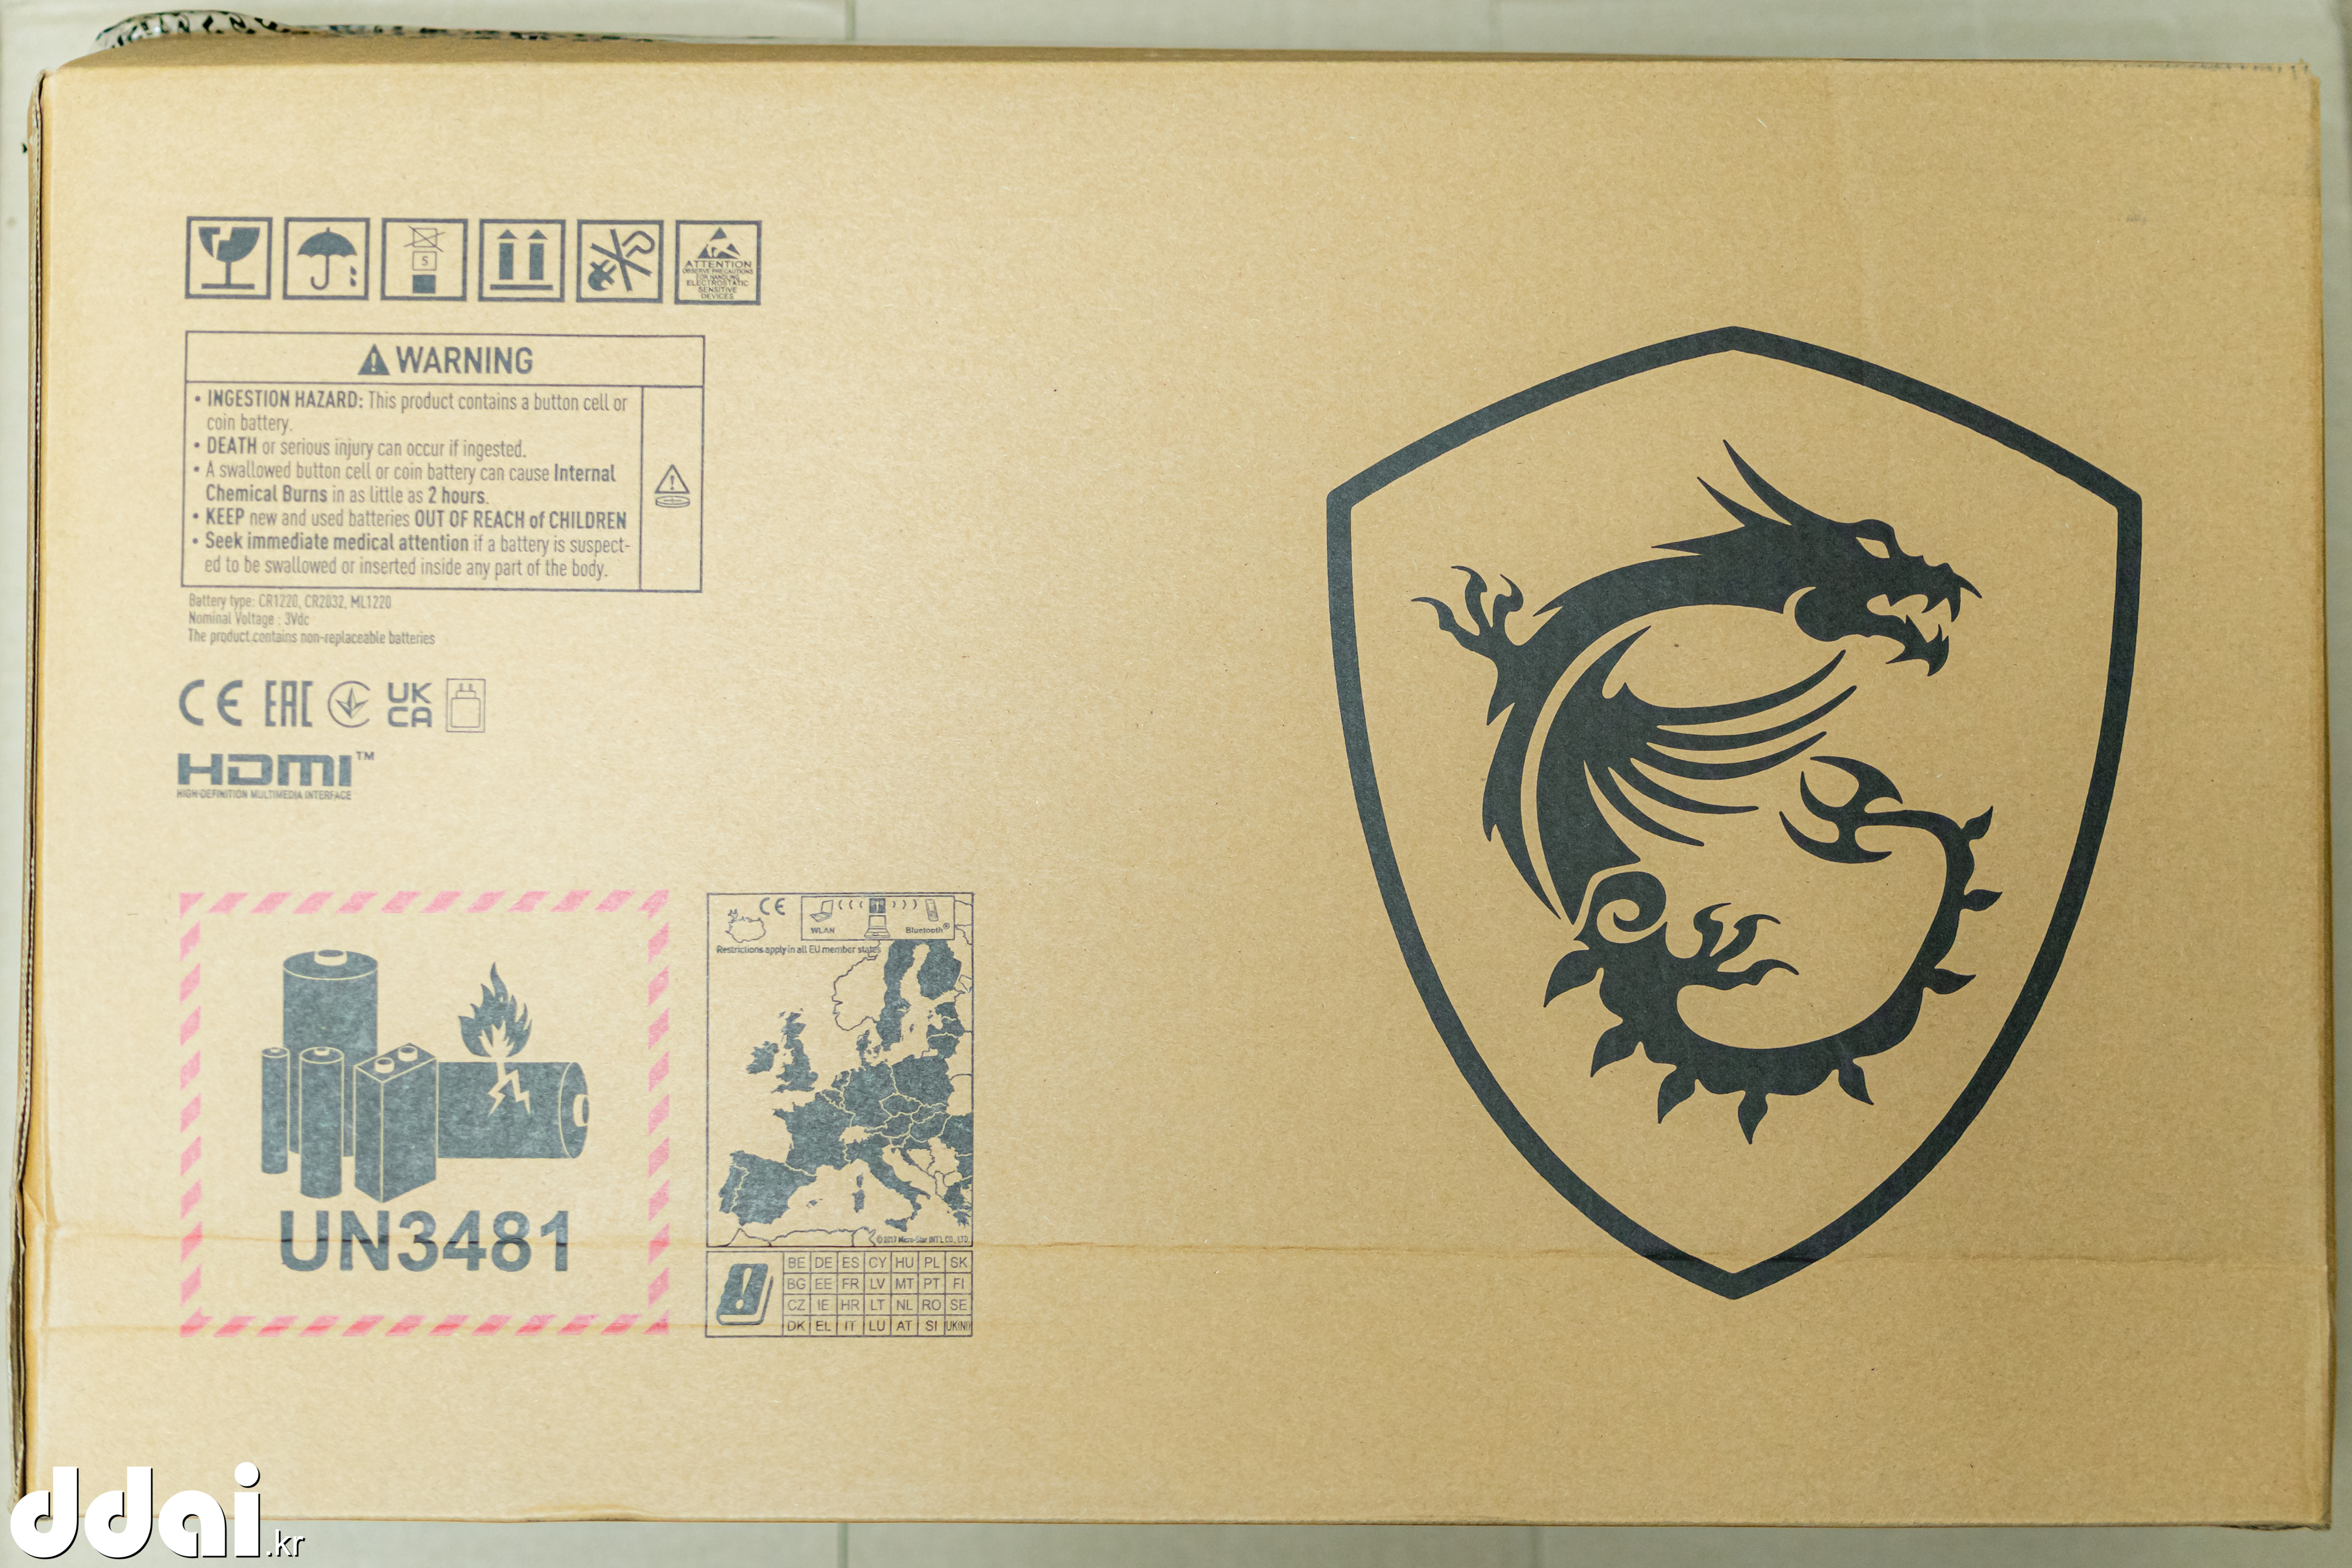 5
ATTENTION
OBSERVE PRECAUTIONS
FOR HANDLING
ELECTROSTATIC
SENSITIVE
DEVICES
WARNING
• INGESTION HAZARD: This product contains a button cell or
coin battery.
• DEATH or serious injury can occur if ingested.
• A swallowed button cell or coin battery can cause Internal
Chemical Burns in as little as 2 hours.
• KEEP new and used batteries OUT OF REACH of CHILDREN
• Seek immediate medical attention if a battery is suspect-
ed to be swallowed or inserted inside any part of the body.
Battery type: CR1220, CR2032, ML1220
Nominal Voltage : 3Vdc
The product contains non-replaceable batteries
CE EAC UK
CA
HDMI™
HIGH-DEFINITION MULTIMEDIA INTERFACE
CE
WLAN Bluetooth®
Restrictions apply in all EU member states
UN3481
©2017 Micro-Star INT'L CO., LTD.
BE DE ES CY HU PL SK
BG EE FR LV MT PT FI
CZ IE HR LT NL RO SE
DK EL IT LU AT SI UK(NI)
ddai.kr